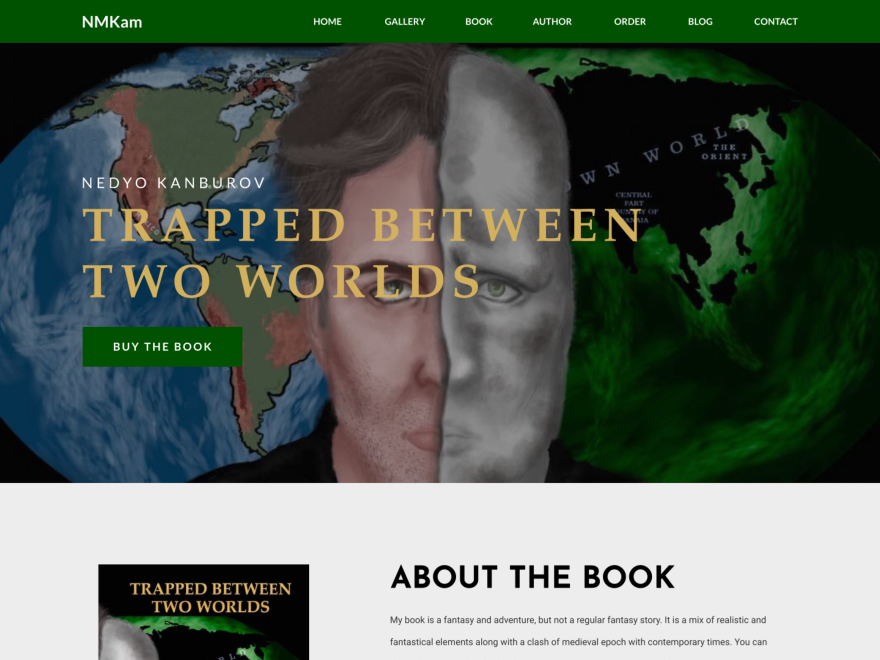 NMKam
HOME GALLERY BOOK AUTHOR ORDER BLOG CONTACT
OWN WORLD
THE
ORIENT
CENTRAL
PART
OF
NEDYO KANBUROV
TRAPPED BETWEEN
TWO WORLDS
BUY THE BOOK
TRAPPED BETWEEN
TWO WORLDS
ABOUT THE BOOK
My book is a fantasy and adventure, but not a regular fantasy story. It is a mix of realistic and
fantastical elements along with a clash of medieval epoch with contemporary times. You can